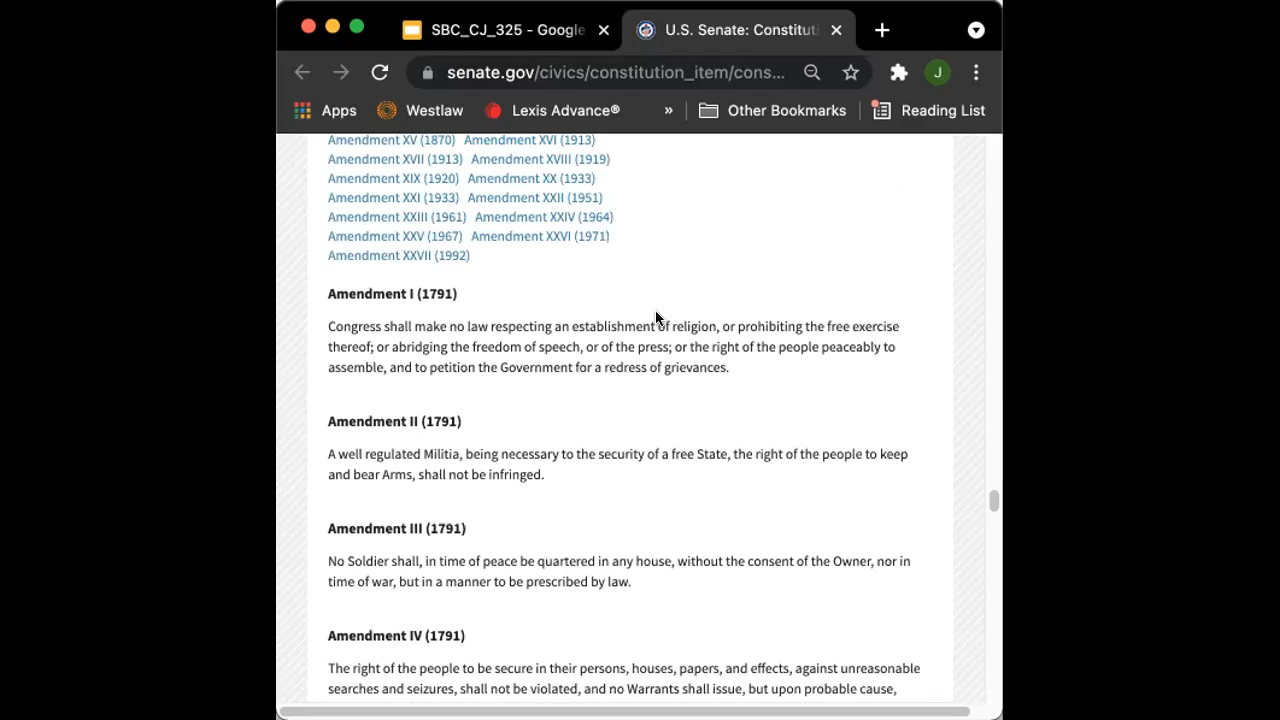 SBC_CJ_325 - Google
U.S. Senate: Constituti
senate.gov/civics/constitution_item/cons...
J
Apps
Westlaw
Lexis Advance®
»
Other Bookmarks
Reading List
Amendment XV (1870) Amendment XVI (1913)
Amendment XVII (1913) Amendment XVIII (1919)
Amendment XIX (1920) Amendment XX (1933)
Amendment XXI (1933) Amendment XXII (1951)
Amendment XXIII (1961) Amendment XXIV (1964)
Amendment XXV (1967) Amendment XXVI (1971)
Amendment XXVII (1992)
Amendment I (1791)
Congress shall make no law respecting an establishment of religion, or prohibiting the free exercise
thereof; or abridging the freedom of speech, or of the press; or the right of the people peaceably to
assemble, and to petition the Government for a redress of grievances.
Amendment II (1791)
A well regulated Militia, being necessary to the security of a free State, the right of the people to keep
and bear Arms, shall not be infringed.
Amendment III (1791)
No Soldier shall, in time of peace be quartered in any house, without the consent of the Owner, nor in
time of war, but in a manner to be prescribed by law.
Amendment IV (1791)
The right of the people to be secure in their persons, houses, papers, and effects, against unreasonable
searches and seizures, shall not be violated, and no Warrants shall issue, but upon probable cause,